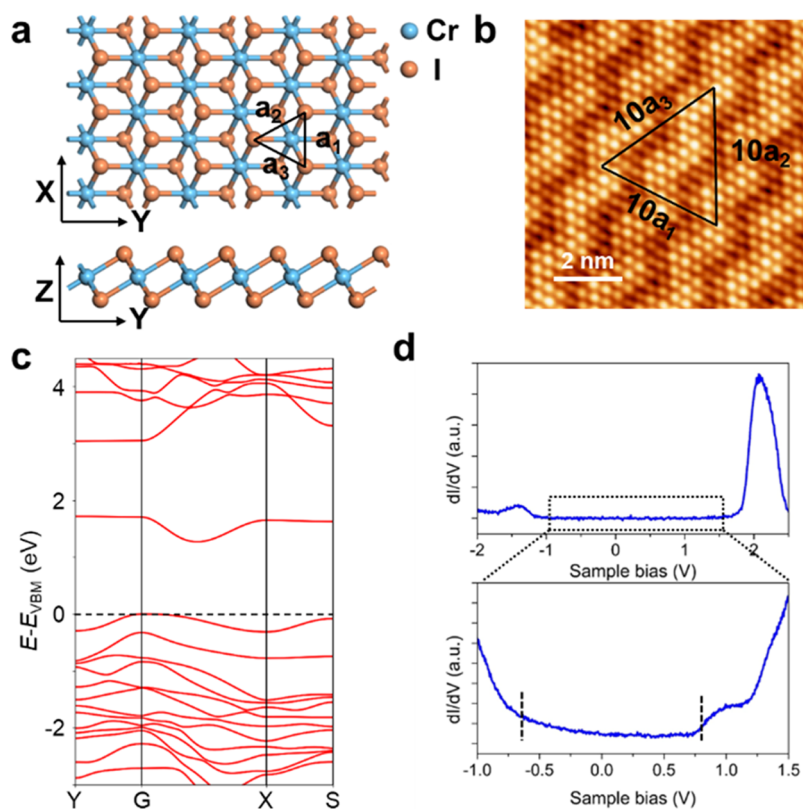 a
Cr
I
a₂
a₁
a₃
X
Y
Z
Y
b
10a₃
10a₂
10a₁
2 nm
c
E-E_VBM (eV)
4
2
0
-2
Y G X S
d
dI/dV (a.u.)
-2 -1 0 1 2
Sample bias (V)
dI/dV (a.u.)
-1.0 -0.5 0.0 0.5 1.0 1.5
Sample bias (V)